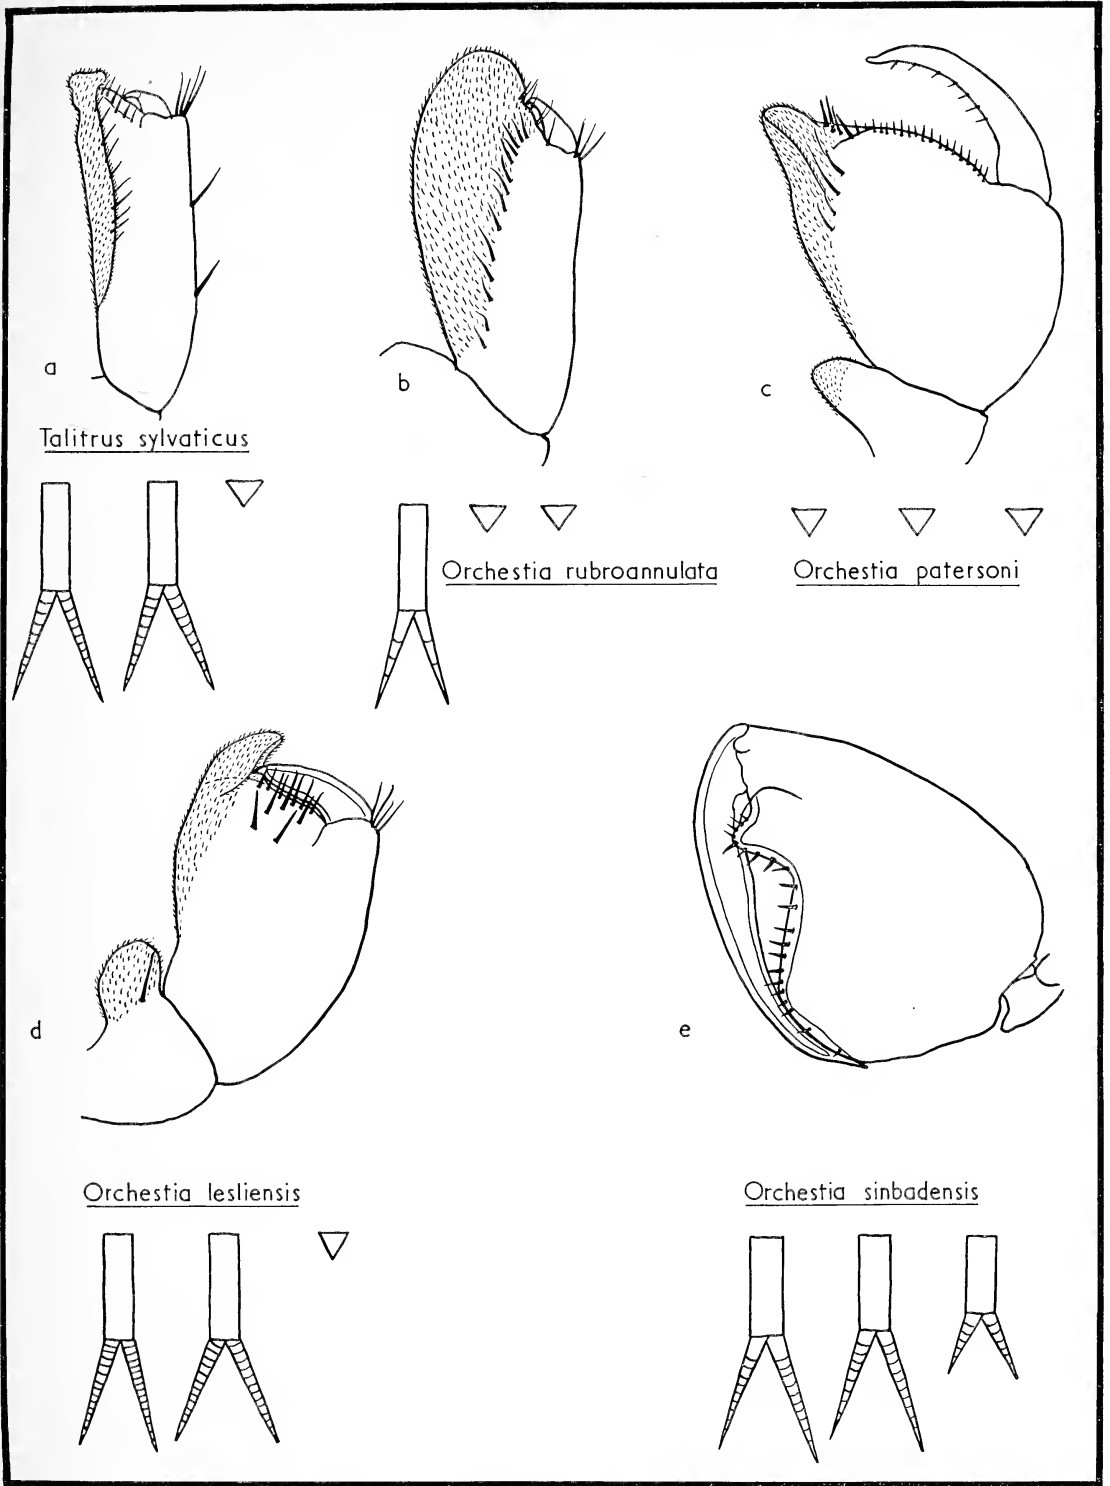 a
b
c
Talitrus sylvaticus
Orchestia rubroannulata
Orchestia patersoni
d
e
Orchestia lesliensis
Orchestia sinbadensis